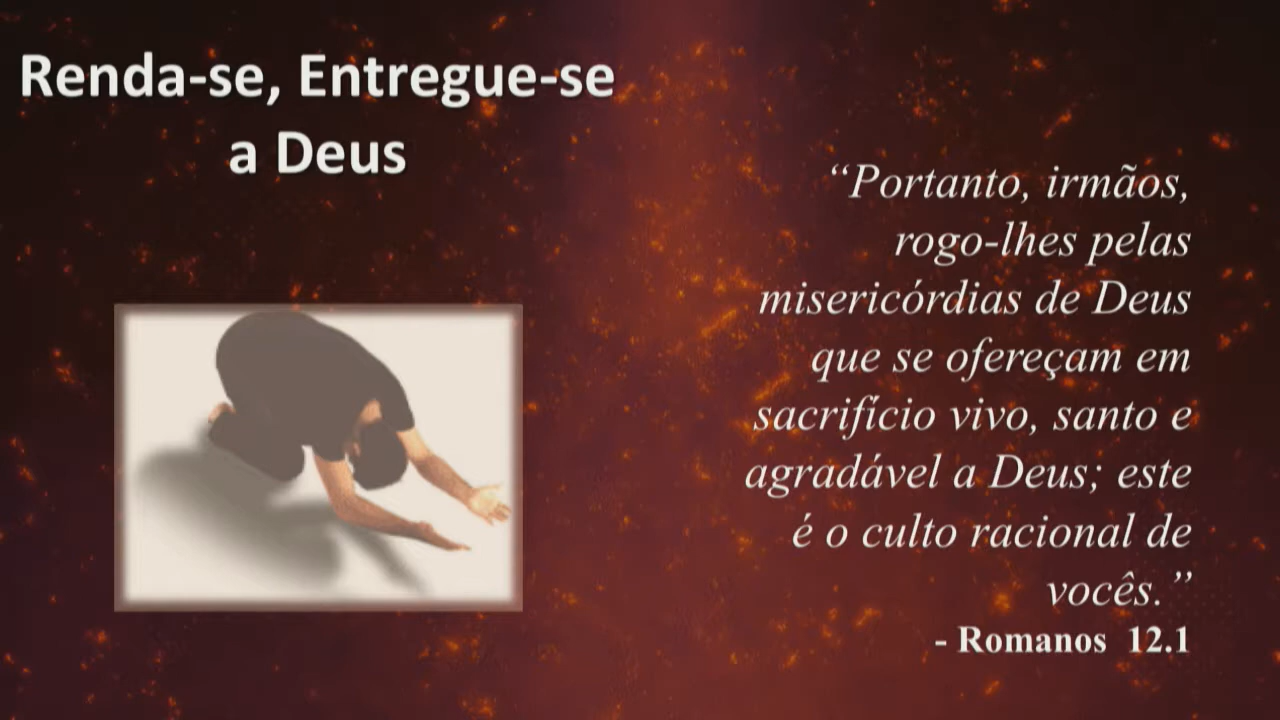 Renda-se, Entregue-se
a Deus
“Portanto, irmãos,
rogo-lhes pelas
misericórdias de Deus
que se ofereçam em
sacrifício vivo, santo e
agradável a Deus; este
é o culto racional de
vocês.”
- Romanos 12.1